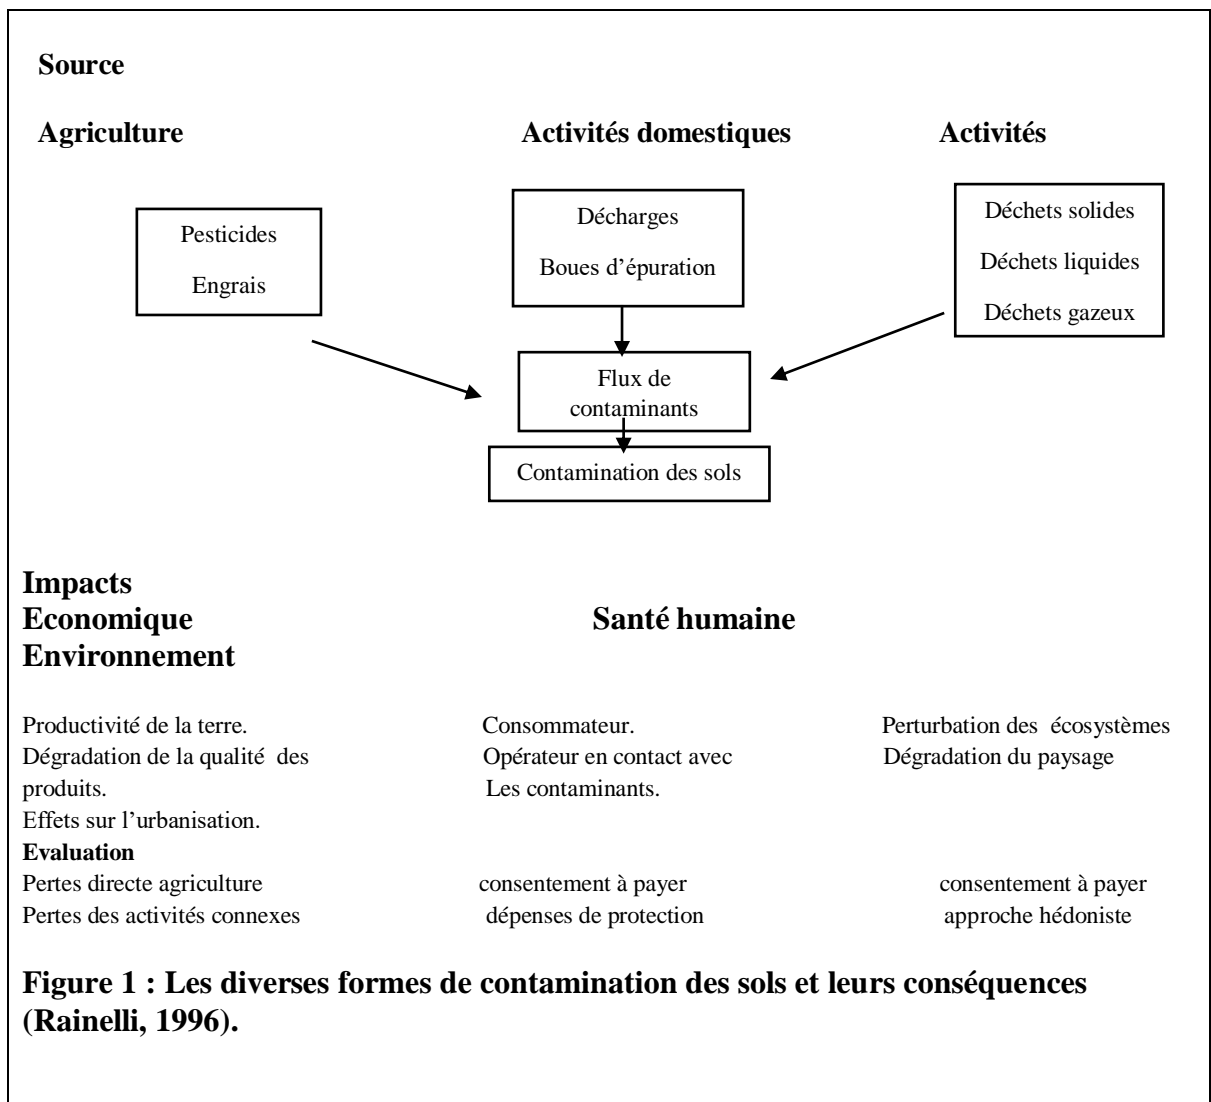 Source
Agriculture Activités domestiques Activités
Pesticides
Engrais
Décharges
Boues d’épuration
Déchets solides
Déchets liquides
Déchets gazeux
Flux de
contaminants
Contamination des sols
Impacts
Economique Santé humaine
Environnement
Productivité de la terre. Consommateur. Perturbation des écosystèmes
Dégradation de la qualité des Opérateur en contact avec Dégradation du paysage
produits. Les contaminants.
Effets sur l’urbanisation.
Evaluation
Pertes directe agriculture consentement à payer consentement à payer
Pertes des activités connexes dépenses de protection approche hédoniste
Figure 1 : Les diverses formes de contamination des sols et leurs conséquences
(Rainelli, 1996).